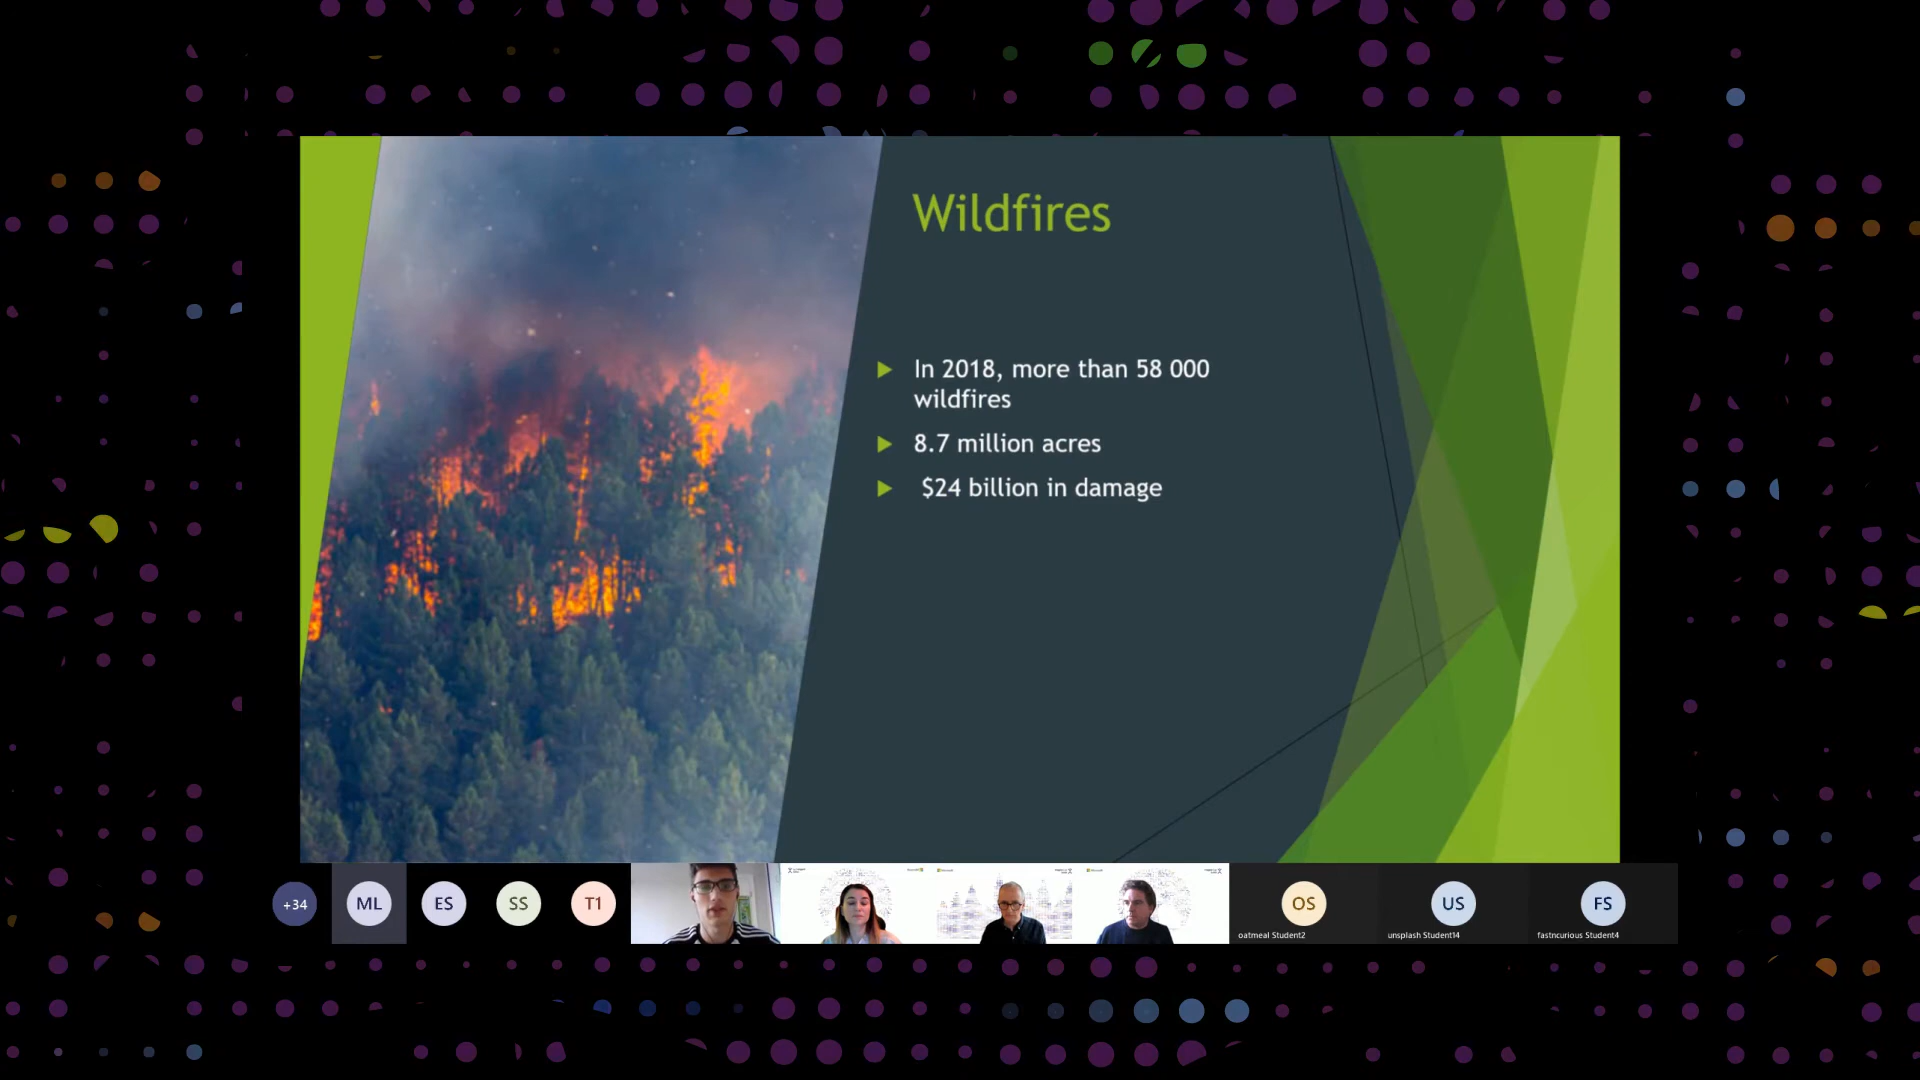 Wildfires
In 2018, more than 58 000
wildfires
8.7 million acres
$24 billion in damage
+34
ML
ES
SS
T1
OS
oatmeal Student2
US
unsplash Student14
FS
fastncurious Student4